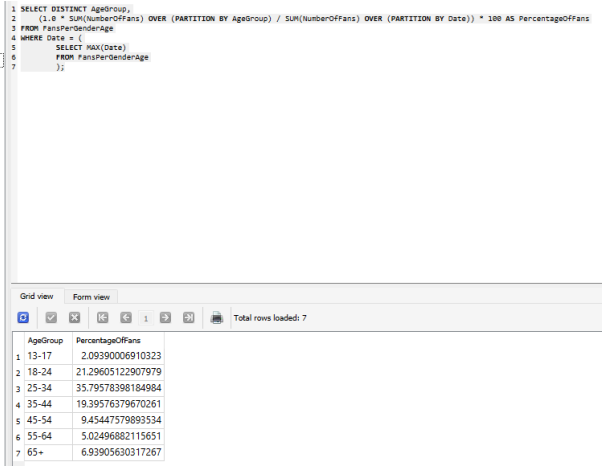 1 SELECT DISTINCT AgeGroup,
2 (1.0 * SUM(NumberOfFans) OVER (PARTITION BY AgeGroup) / SUM(NumberOfFans) OVER (PARTITION BY Date)) * 100 AS PercentageOfFans
3 FROM FansPerGenderAge
4 WHERE Date = (
5 SELECT MAX(Date)
6 FROM FansPerGenderAge
7 );
Grid view Form view
1 Total rows loaded: 7
AgeGroup PercentageOfFans
1 13-17 2.09390006910323
2 18-24 21.29605122907979
3 25-34 35.79578398184984
4 35-44 19.39576379670261
5 45-54 9.45447579893534
6 55-64 5.02496882115651
7 65+ 6.93905630317267